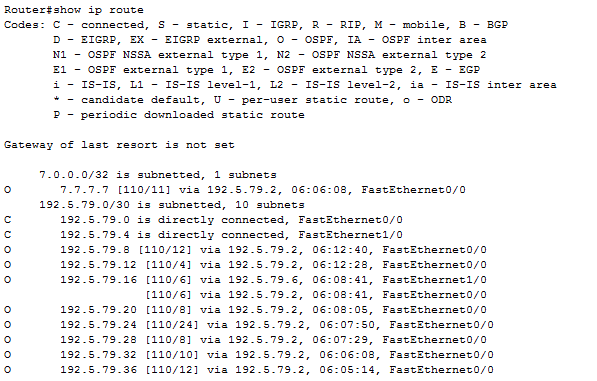 Router#show ip route
Codes: C - connected, S - static, I - IGRP, R - RIP, M - mobile, B - BGP
       D - EIGRP, EX - EIGRP external, O - OSPF, IA - OSPF inter area
       N1 - OSPF NSSA external type 1, N2 - OSPF NSSA external type 2
       E1 - OSPF external type 1, E2 - OSPF external type 2, E - EGP
       i - IS-IS, L1 - IS-IS level-1, L2 - IS-IS level-2, ia - IS-IS inter area
       * - candidate default, U - per-user static route, o - ODR
       P - periodic downloaded static route
Gateway of last resort is not set
     7.0.0.0/32 is subnetted, 1 subnets
O       7.7.7.7 [110/11] via 192.5.79.2, 06:06:08, FastEthernet0/0
     192.5.79.0/30 is subnetted, 10 subnets
C       192.5.79.0 is directly connected, FastEthernet0/0
C       192.5.79.4 is directly connected, FastEthernet1/0
O       192.5.79.8 [110/12] via 192.5.79.2, 06:12:40, FastEthernet0/0
O       192.5.79.12 [110/4] via 192.5.79.2, 06:12:28, FastEthernet0/0
O       192.5.79.16 [110/6] via 192.5.79.6, 06:08:41, FastEthernet1/0
                    [110/6] via 192.5.79.2, 06:08:41, FastEthernet0/0
O       192.5.79.20 [110/8] via 192.5.79.2, 06:08:05, FastEthernet0/0
O       192.5.79.24 [110/24] via 192.5.79.2, 06:07:50, FastEthernet0/0
O       192.5.79.28 [110/8] via 192.5.79.2, 06:07:29, FastEthernet0/0
O       192.5.79.32 [110/10] via 192.5.79.2, 06:06:08, FastEthernet0/0
O       192.5.79.36 [110/12] via 192.5.79.2, 06:05:14, FastEthernet0/0